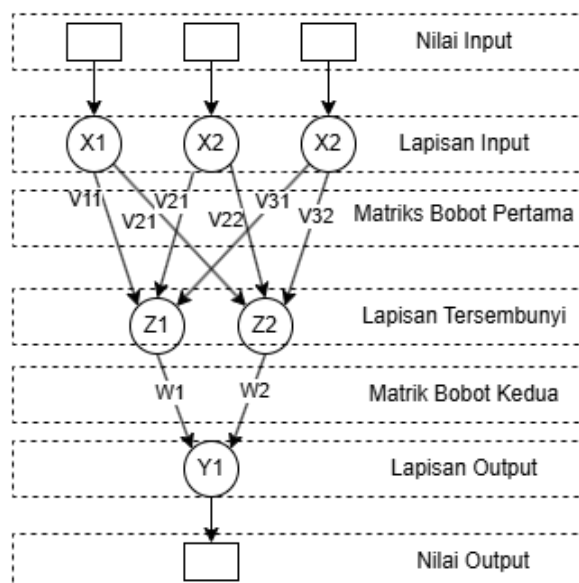 Nilai Input
X1 X2 X2 Lapisan Input
V11 V21 V21 V22 V31 V32 Matriks Bobot Pertama
Z1 Z2 Lapisan Tersembunyi
W1 W2 Matrik Bobot Kedua
Y1 Lapisan Output
Nilai Output